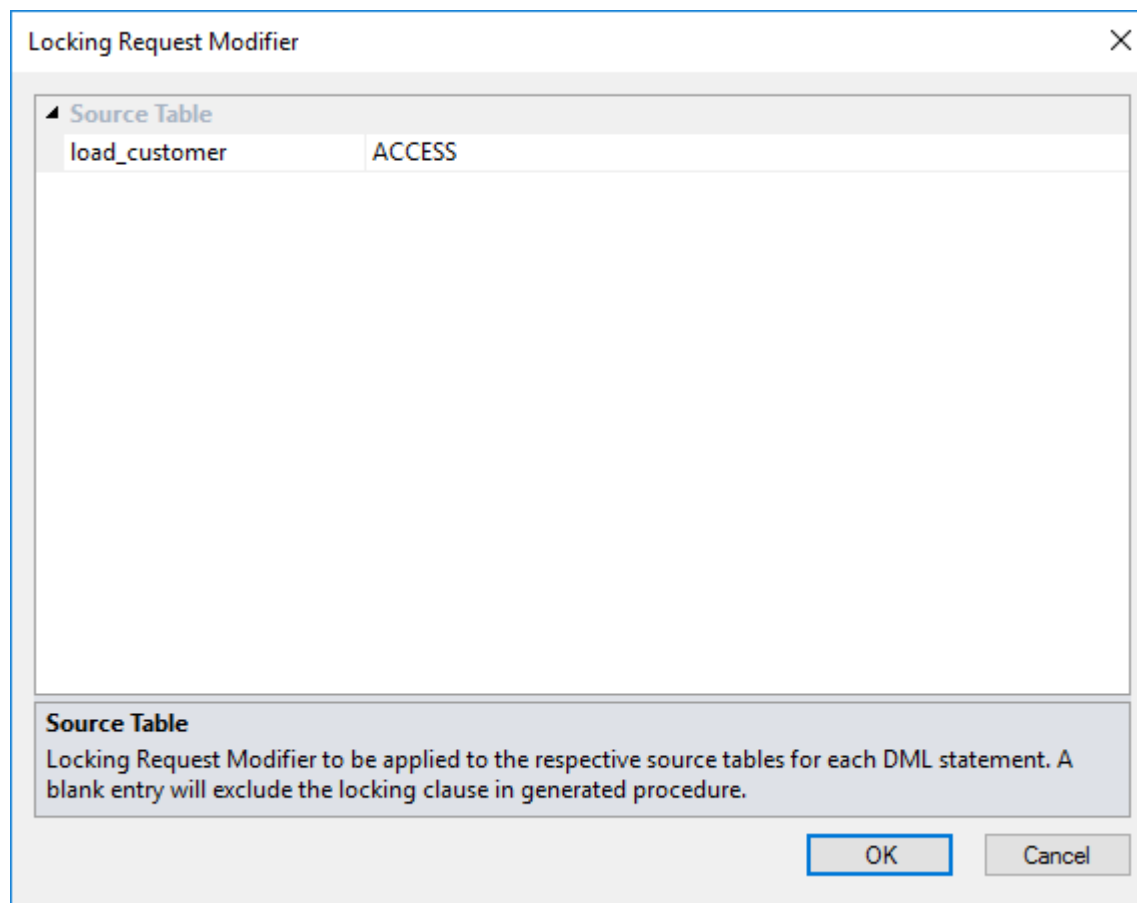 Locking Request Modifier
Source Table
load_customer ACCESS
Source Table
Locking Request Modifier to be applied to the respective source tables for each DML statement. A
blank entry will exclude the locking clause in generated procedure.
OK Cancel